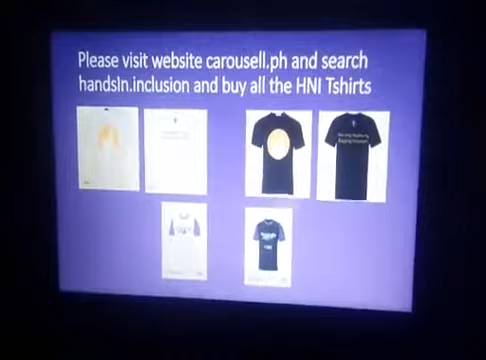 Please visit website carousell.ph and search
handsIn.inclusion and buy all the HNI Tshirts